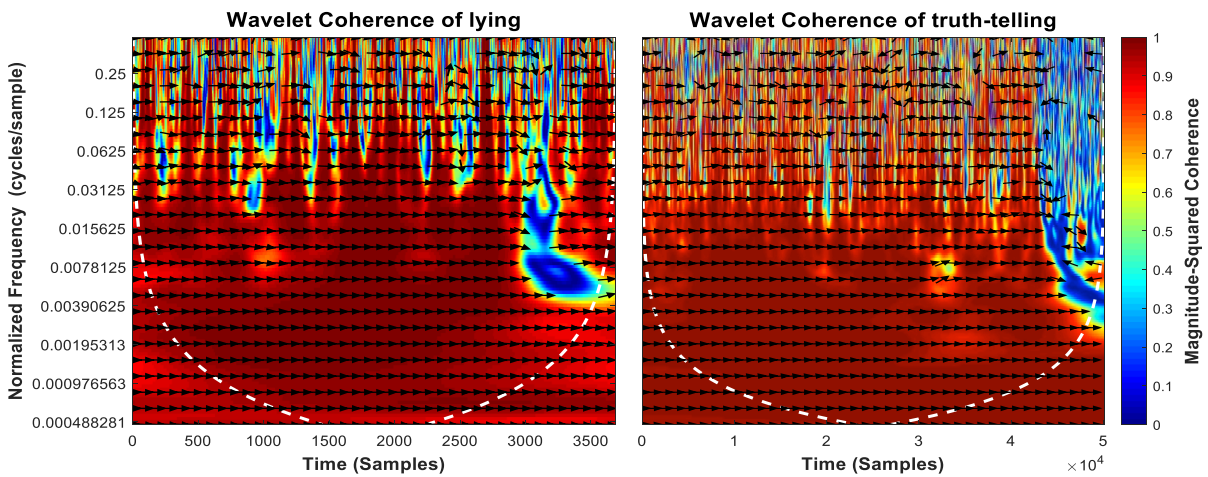 Wavelet Coherence of lying
Wavelet Coherence of truth-telling
Normalized Frequency (cycles/sample)
0.25
0.125
0.0625
0.03125
0.015625
0.0078125
0.00390625
0.00195313
0.000976563
0.000488281
0 500 1000 1500 2000 2500 3000 3500
Time (Samples)
0 1 2 3 4 5
×10⁴
Time (Samples)
1
0.9
0.8
0.7
0.6
0.5
0.4
0.3
0.2
0.1
0
Magnitude-Squared Coherence